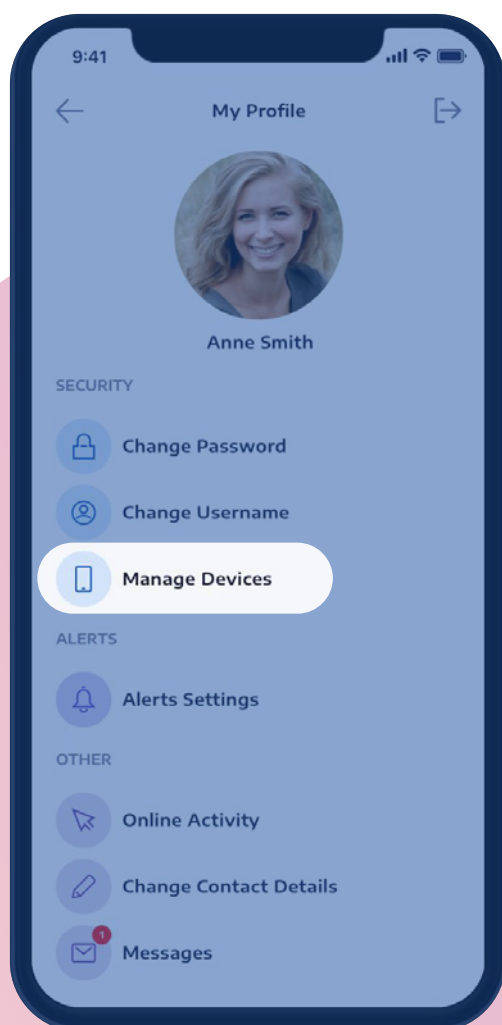 9:41
My Profile
Anne Smith
SECURITY
Change Password
Change Username
Manage Devices
ALERTS
Alerts Settings
OTHER
Online Activity
Change Contact Details
1
Messages